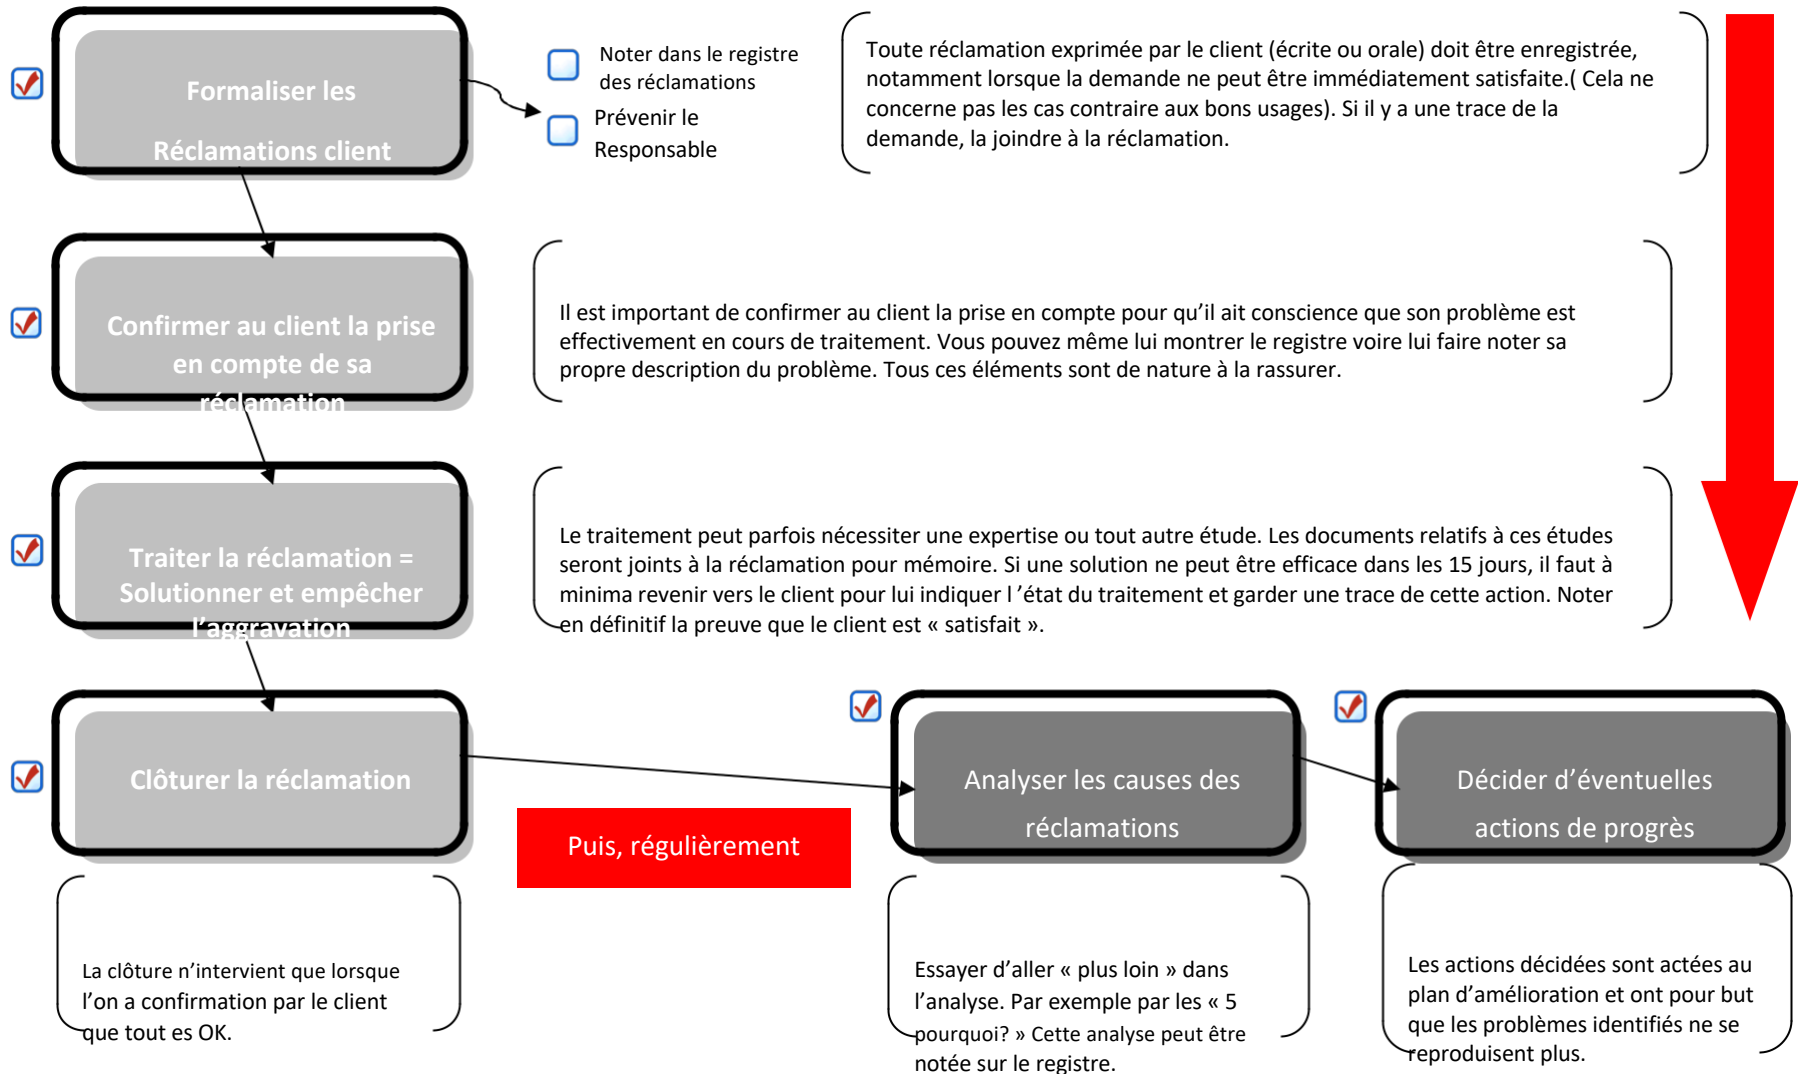 Formaliser les
Réclamations client
Noter dans le registre
des réclamations
Prévenir le
Responsable
Toute réclamation exprimée par le client (écrite ou orale) doit être enregistrée,
notamment lorsque la demande ne peut être immédiatement satisfaite.( Cela ne
concerne pas les cas contraire aux bons usages). Si il y a une trace de la
demande, la joindre à la réclamation.
Confirmer au client la prise
en compte de sa
réclamation
Il est important de confirmer au client la prise en compte pour qu’il ait conscience que son problème est
effectivement en cours de traitement. Vous pouvez même lui montrer le registre voire lui faire noter sa
propre description du problème. Tous ces éléments sont de nature à la rassurer.
Traiter la réclamation =
Solutionner et empêcher
l’aggravation
Le traitement peut parfois nécessiter une expertise ou tout autre étude. Les documents relatifs à ces études
seront joints à la réclamation pour mémoire. Si une solution ne peut être efficace dans les 15 jours, il faut à
minima revenir vers le client pour lui indiquer l ’état du traitement et garder une trace de cette action. Noter
en définitif la preuve que le client est « satisfait ».
Clôturer la réclamation
Puis, régulièrement
Analyser les causes des
réclamations
Décider d’éventuelles
actions de progrès
La clôture n’intervient que lorsque
l’on a confirmation par le client
que tout es OK.
Essayer d’aller « plus loin » dans
l’analyse. Par exemple par les « 5
pourquoi? » Cette analyse peut être
notée sur le registre.
Les actions décidées sont actées au
plan d’amélioration et ont pour but
que les problèmes identifiés ne se
reproduisent plus.